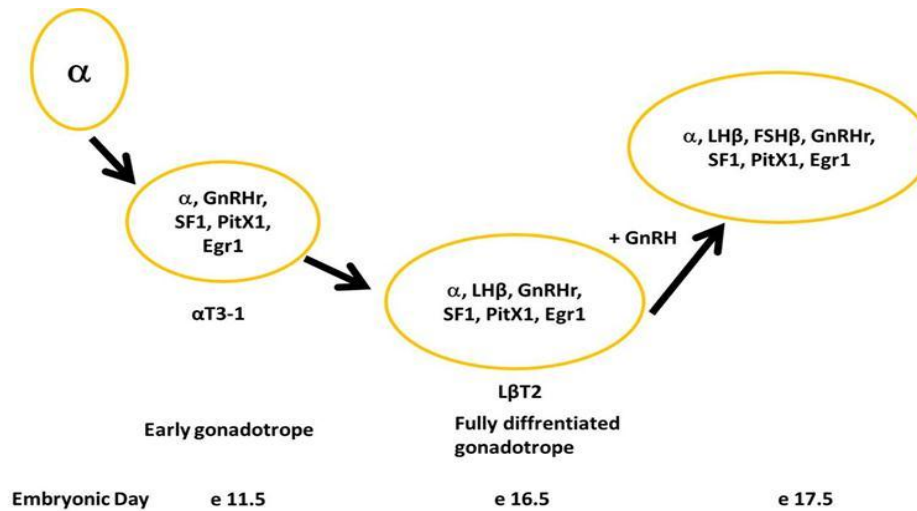 α
α, GnRHr,
SF1, PitX1,
Egr1
αT3-1
α, LHβ, GnRHr,
SF1, PitX1, Egr1
LβT2
Fully diffrentiated
gonadotrope
+ GnRH
α, LHβ, FSHβ, GnRHr,
SF1, PitX1, Egr1
Early gonadotrope
Embryonic Day e 11.5 e 16.5 e 17.5